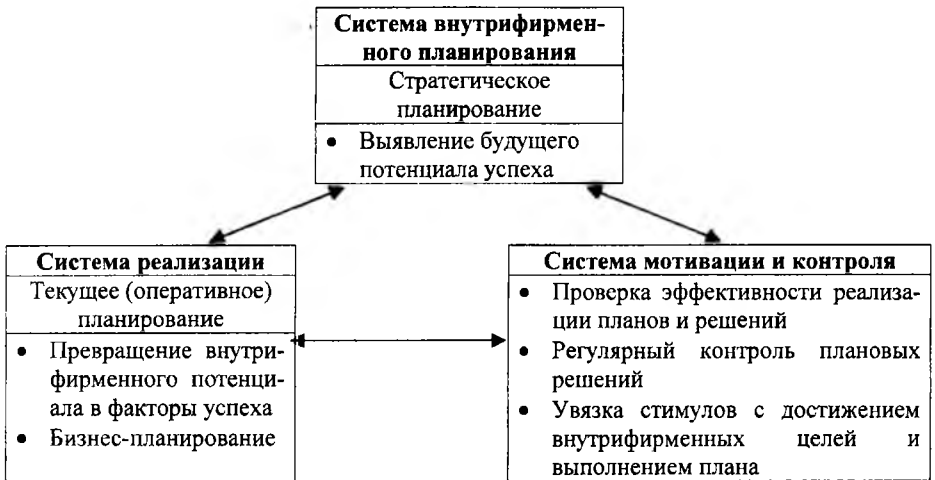 Система внутрифирмен-
ного планирования
Стратегическое
планирование
• Выявление будущего
потенциала успеха
Система реализации
Текущее (оперативное)
планирование
• Превращение внутри-
фирменного потенци-
ала в факторы успеха
• Бизнес-планирование
Система мотивации и контроля
• Проверка эффективности реализа-
ции планов и решений
• Регулярный контроль плановых
решений
• Увязка стимулов с достижением
внутрифирменных целей и
выполнением плана